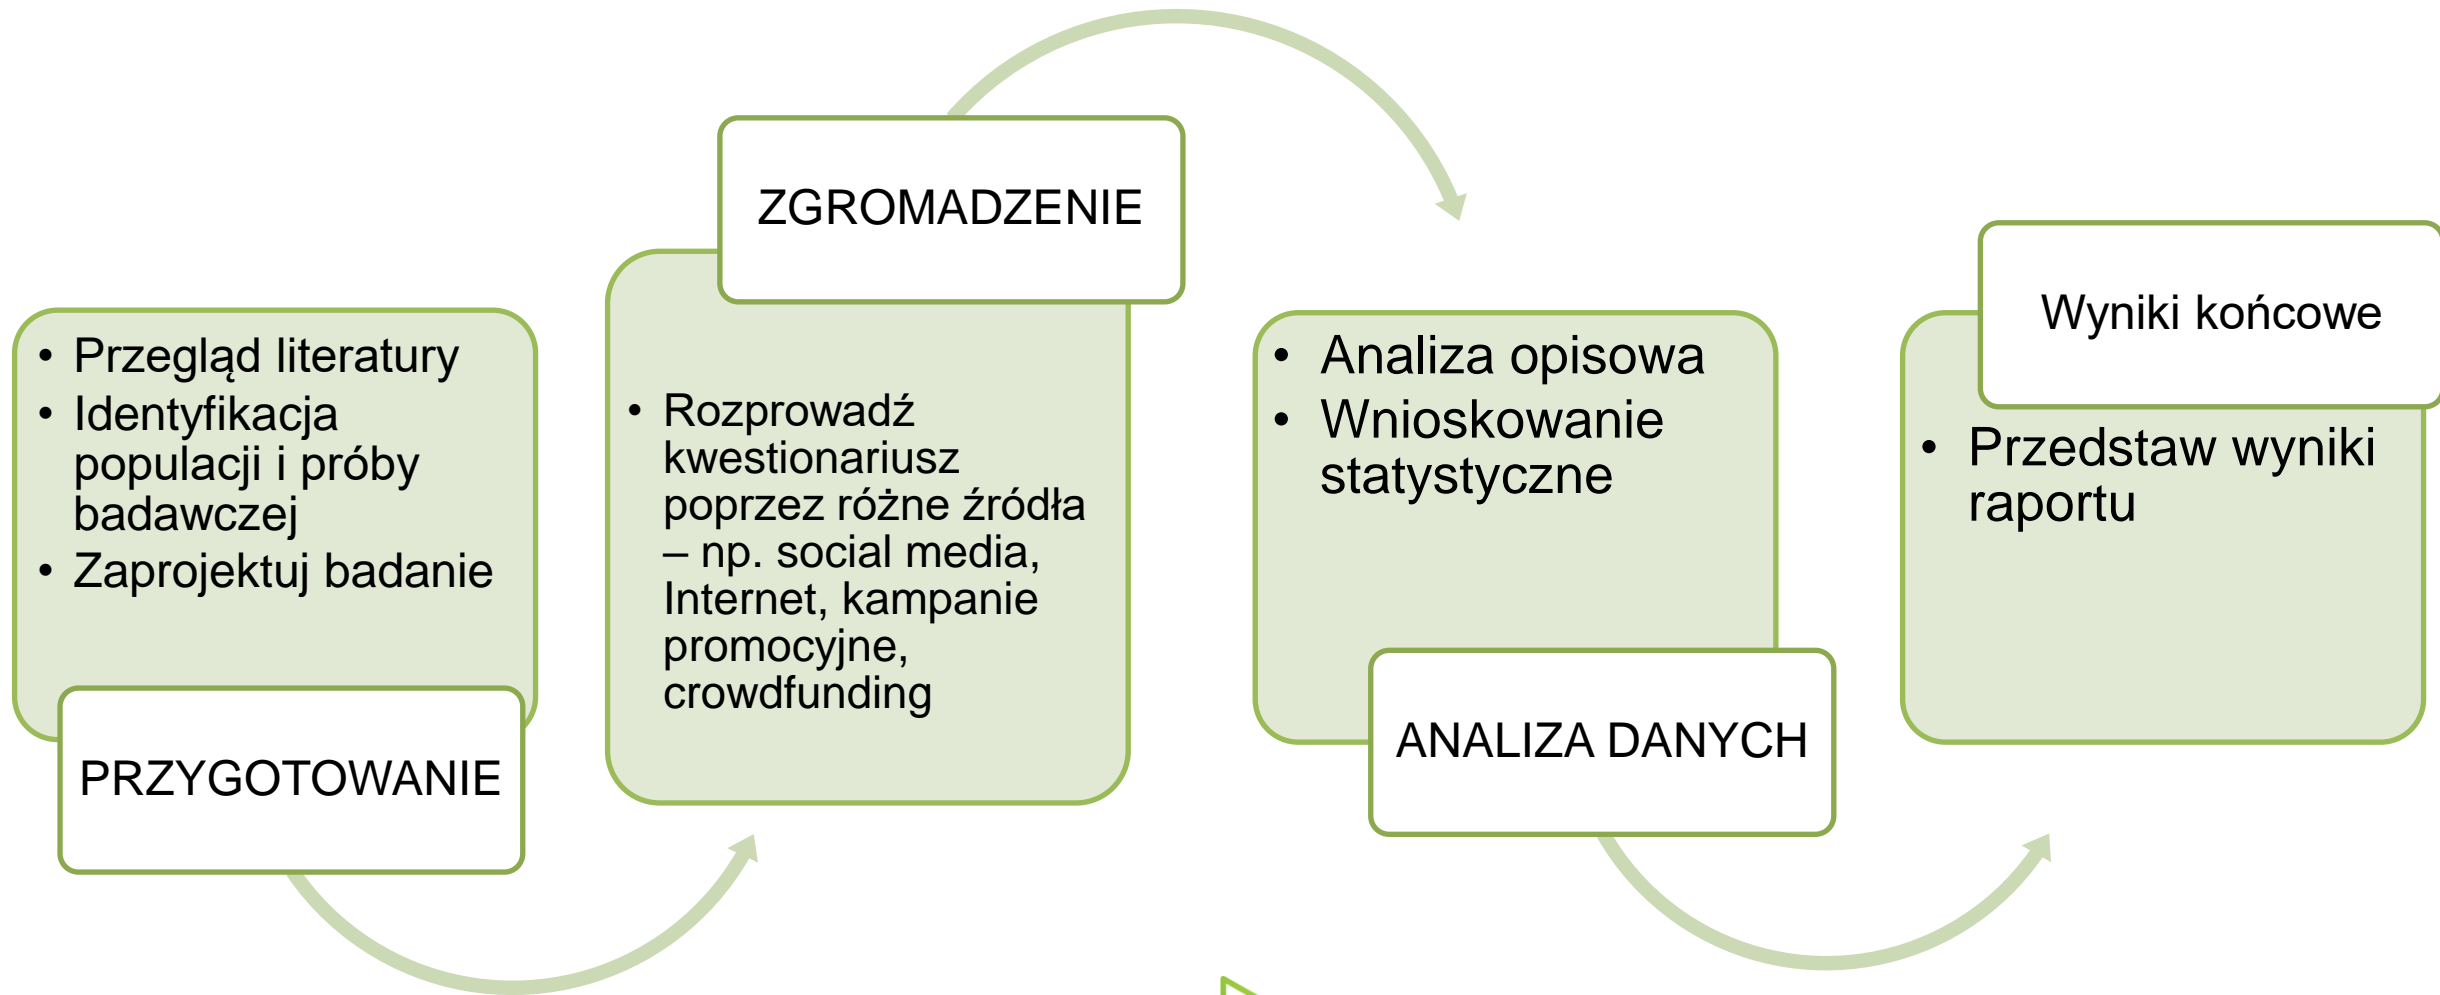 • Przegląd literatury
• Identyfikacja
populacji i próby
badawczej
• Zaprojektuj badanie
PRZYGOTOWANIE
ZGROMADZENIE
• Rozprowadź
kwestionariusz
poprzez różne źródła
– np. social media,
Internet, kampanie
promocyjne,
crowdfunding
• Analiza opisowa
• Wnioskowanie
statystyczne
ANALIZA DANYCH
Wyniki końcowe
• Przedstaw wyniki
raportu